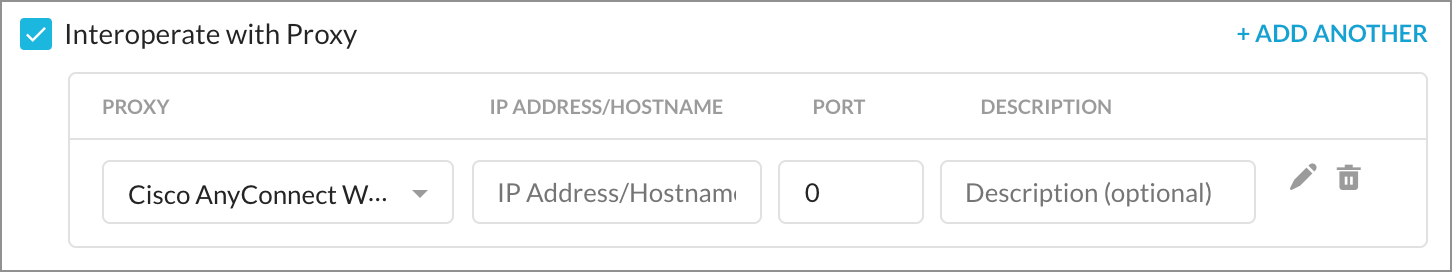 Interoperate with Proxy
+ ADD ANOTHER
PROXY IP ADDRESS/HOSTNAME PORT DESCRIPTION
Cisco AnyConnect W... IP Address/Hostname 0 Description (optional)